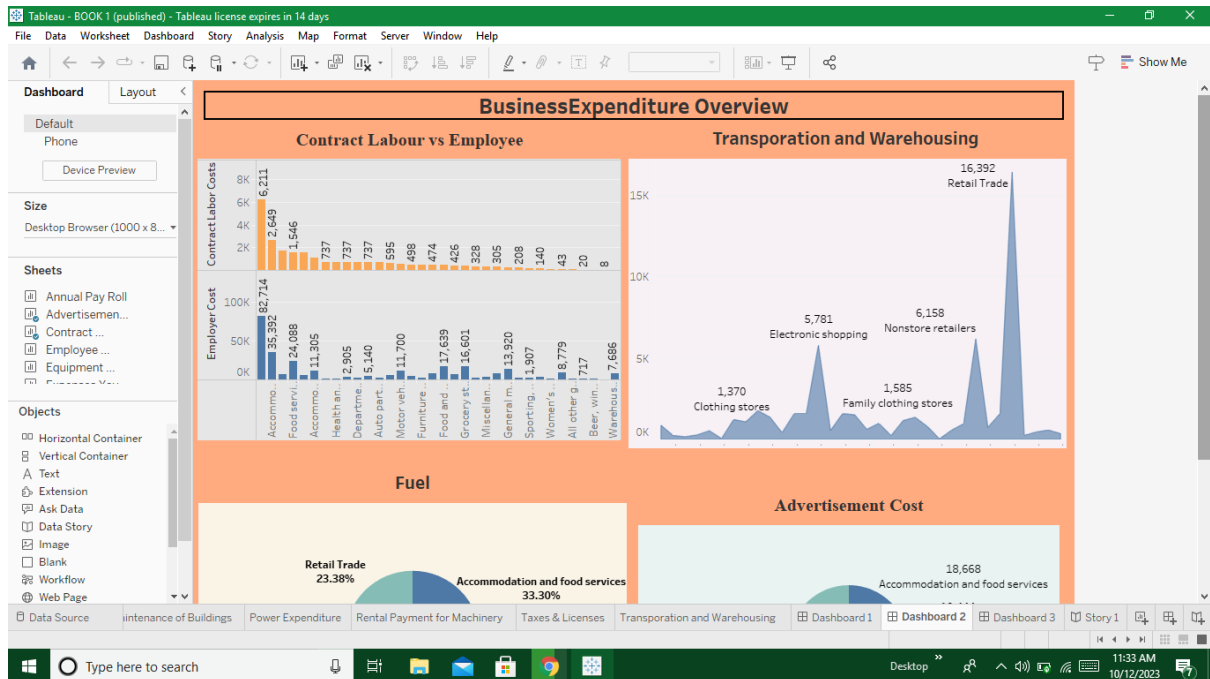 Tableau - BOOK 1 (published) - Tableau license expires in 14 days
File Data Worksheet Dashboard Story Analysis Map Format Server Window Help
Show Me
Dashboard Layout
Default
Phone
Device Preview
Size
Desktop Browser (1000 x 8...
Sheets
Annual Pay Roll
Advertisemen...
Contract ...
Employee ...
Equipment ...
Objects
Horizontal Container
Vertical Container
Text
Extension
Ask Data
Data Story
Image
Blank
Workflow
Web Page
BusinessExpenditure Overview
Contract Labour vs Employee
Contract Labor Costs
8K
6K
4K
2K
6,211
2,649
1,546
737
737
737
595
498
474
426
328
305
208
140
43
20
8
Employer Cost
100K
50K
0K
82,714
35,392
24,088
11,305
2,905
5,140
11,700
17,639
16,601
13,920
1,907
8,779
717
7,686
Accommo..
Foodservi..
Accommo..
Health an..
Departme..
Auto part..
Motor veh..
Furniture ..
Food and ..
Grocery st..
Miscellan..
General m..
Sporting, ..
Women's ..
All other g..
Beer, win..
Warehous..
Transporation and Warehousing
15K
10K
5K
0K
16,392
Retail Trade
5,781
Electronic shopping
6,158
Nonstore retailers
1,370
Clothing stores
1,585
Family clothing stores
Fuel
Retail Trade
23.38%
Accommodation and food services
33.30%
Advertisement Cost
18,668
Accommodation and food services
Data Source
intenance of Buildings
Power Expenditure
Rental Payment for Machinery
Taxes & Licenses
Transportation and Warehousing
Dashboard 1
Dashboard 2
Dashboard 3
Story 1
Type here to search
Desktop
11:33 AM
10/12/2023